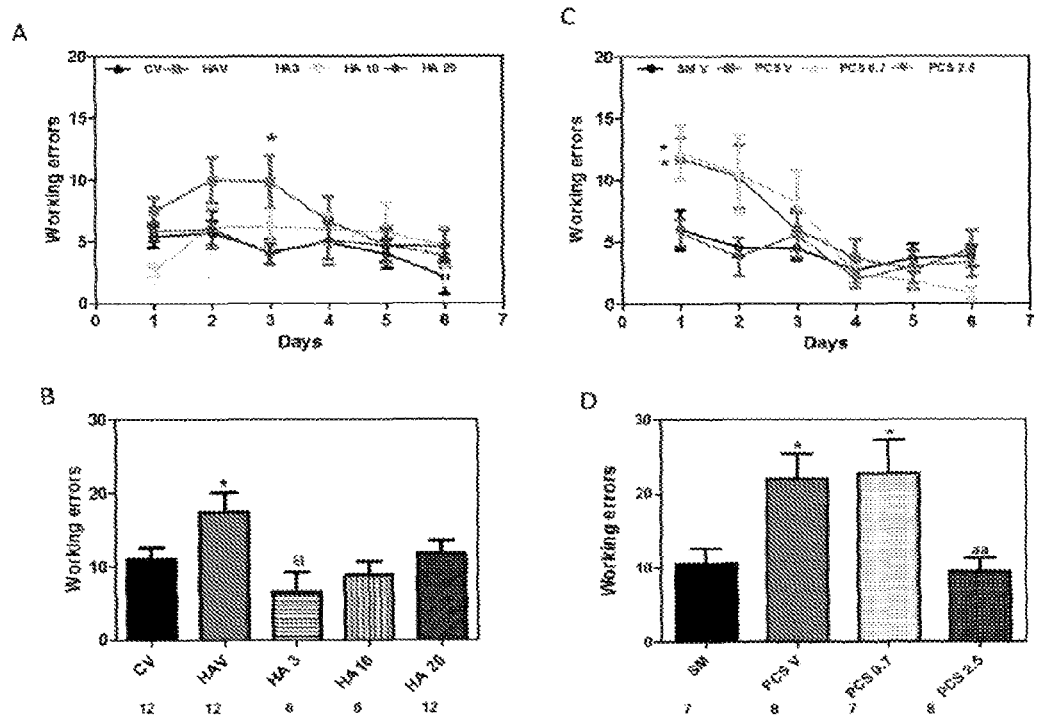 A
20
15
10
5
0
Working errors
CV HAV HA3 HA 10 HA 20
*
0 1 2 3 4 5 6 7
Days
C
20
15
10
5
0
Working errors
SM V PCS V PCS 0.7 PCS 2.5
*
*
0 1 2 3 4 5 6 7
Days
B
30
20
10
0
Working errors
*
a
CV HAV HA 3 HA 10 HA 20
12 12 6 6 12
D
30
20
10
0
Working errors
* *
aa
SM PCS V PCS 0.7 PCS 2.5
7 8 7 8